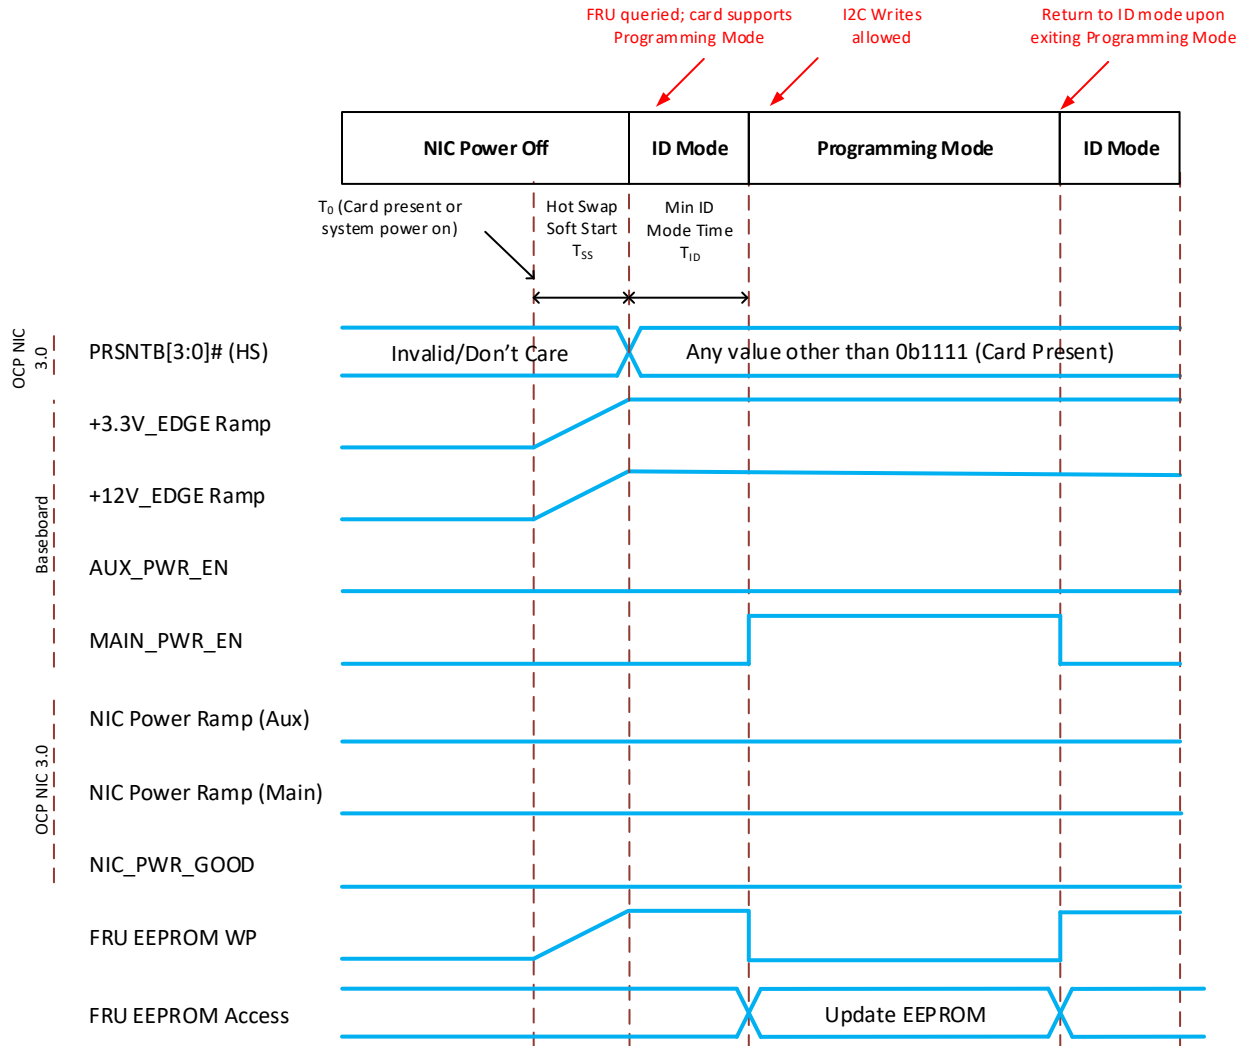 FRU queried; card supports
Programming Mode
I2C Writes
allowed
Return to ID mode upon
exiting Programming Mode
NIC Power Off
ID Mode
Programming Mode
ID Mode
T0 (Card present or
system power on)
Hot Swap
Soft Start
TSS
Min ID
Mode Time
TID
OCP NIC
3.0
PRSNTB[3:0]# (HS)
Invalid/Don't Care
Any value other than 0b1111 (Card Present)
Baseboard
+3.3V_EDGE Ramp
+12V_EDGE Ramp
AUX_PWR_EN
MAIN_PWR_EN
OCP NIC 3.0
NIC Power Ramp (Aux)
NIC Power Ramp (Main)
NIC_PWR_GOOD
FRU EEPROM WP
FRU EEPROM Access
Update EEPROM